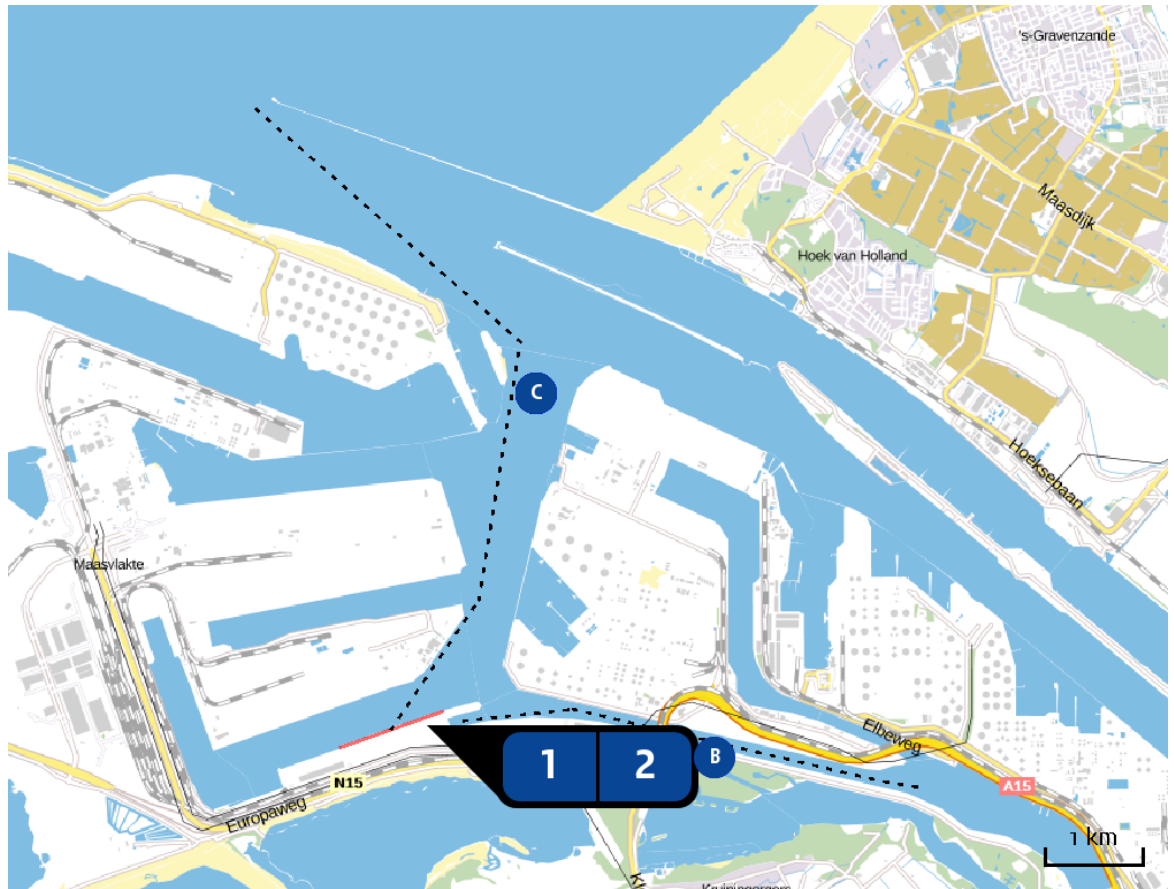 's-Gravenzande
Maasdijk
Hoek van Holland
C
Hoeksebaan
Maasvlakte
Elbeweg
1
2
B
N15
A15
Europaweg
1 km